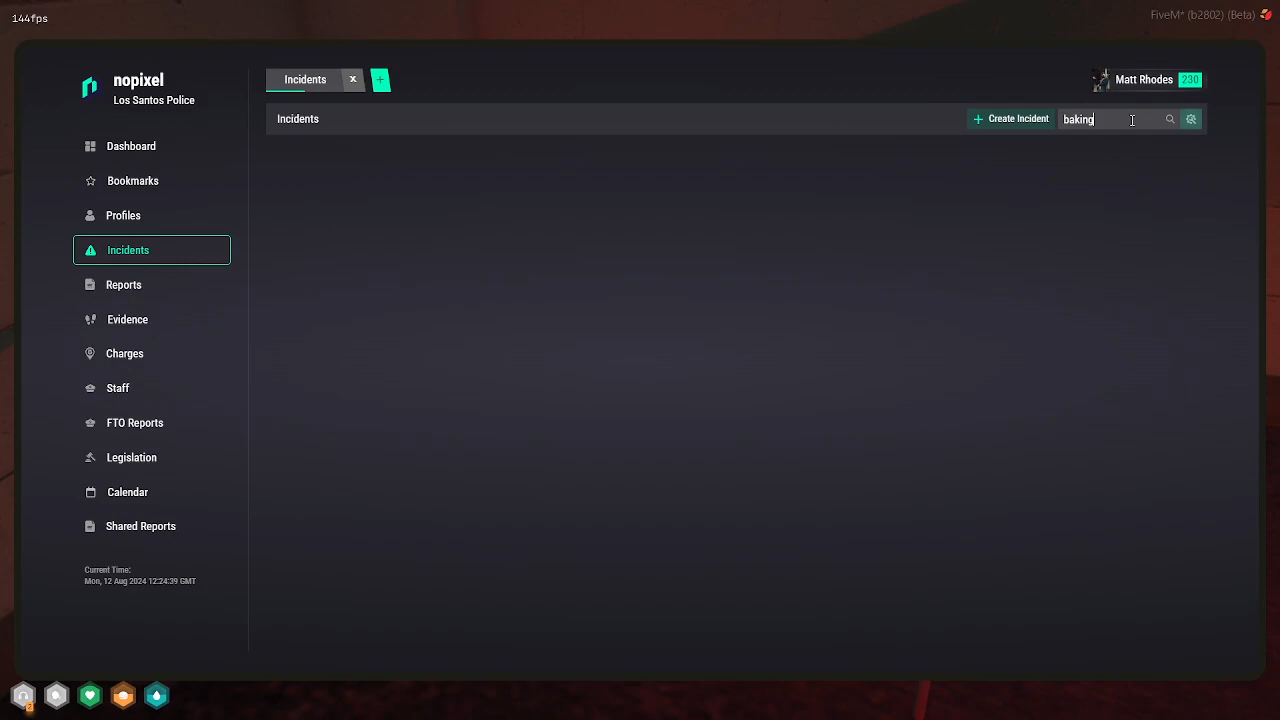 144fps
FiveM* (b2802) (Beta)
nopixel
Los Santos Police
Incidents
x
+
Matt Rhodes 230
Incidents
+ Create Incident
baking
Dashboard
Bookmarks
Profiles
Incidents
Reports
Evidence
Charges
Staff
FTO Reports
Legislation
Calendar
Shared Reports
Current Time:
Mon, 12 Aug 2024 12:24:39 GMT